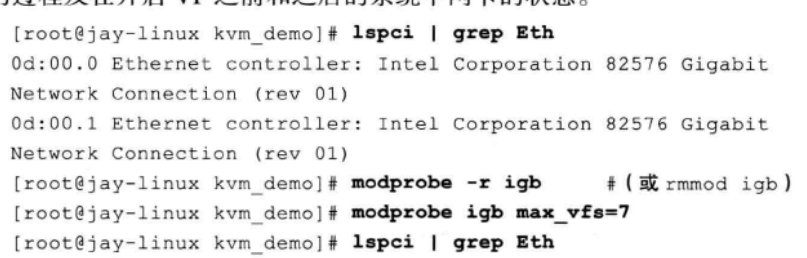 的过程及在开启 VF 之前和之后的系统中网卡的状态。
[root@jay-linux kvm_demo]# lspci | grep Eth
0d:00.0 Ethernet controller: Intel Corporation 82576 Gigabit
Network Connection (rev 01)
0d:00.1 Ethernet controller: Intel Corporation 82576 Gigabit
Network Connection (rev 01)
[root@jay-linux kvm_demo]# modprobe -r igb #（或 rmmod igb）
[root@jay-linux kvm_demo]# modprobe igb max_vfs=7
[root@jay-linux kvm_demo]# lspci | grep Eth